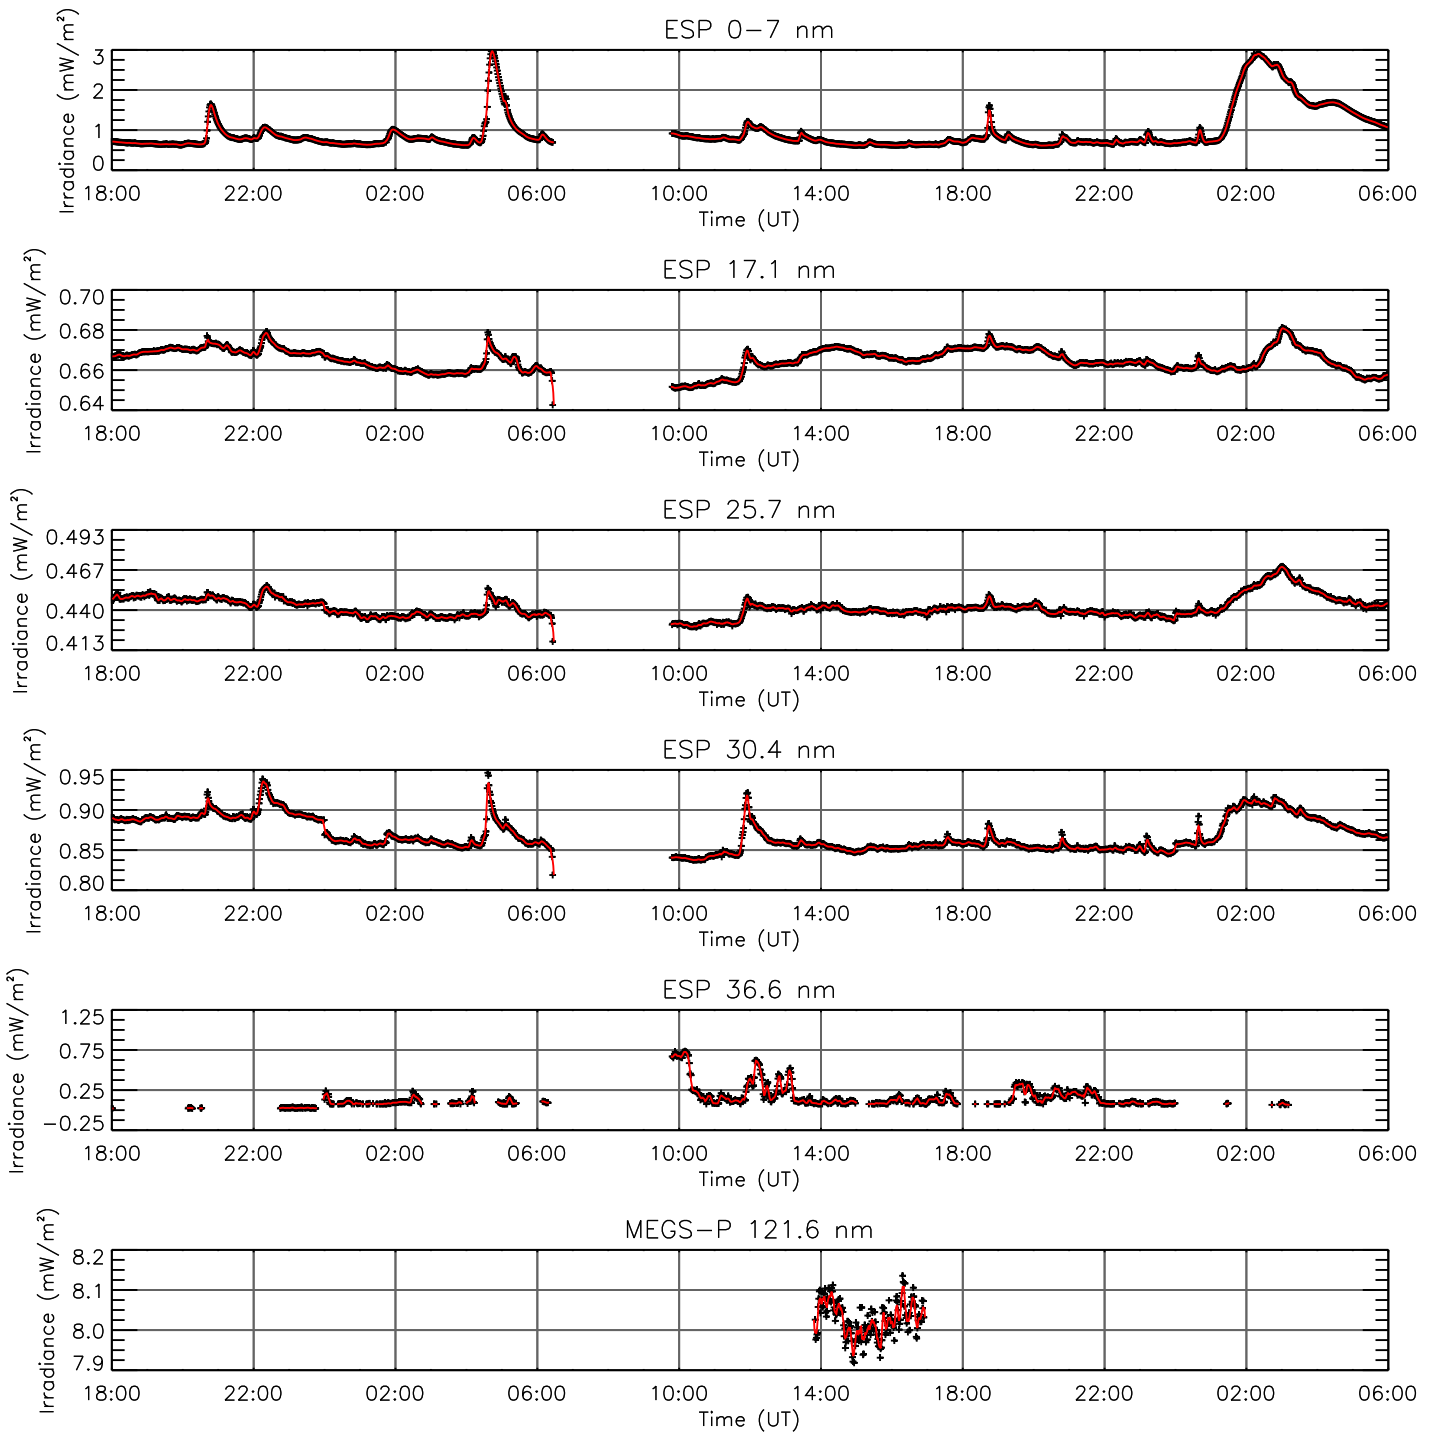 ESP 0-7 nm
Irradiance (mW/m²)
3
2
1
0
18:00 22:00 02:00 06:00 10:00 14:00 18:00 22:00 02:00 06:00
Time (UT)
ESP 17.1 nm
Irradiance (mW/m²)
0.70
0.68
0.66
0.64
18:00 22:00 02:00 06:00 10:00 14:00 18:00 22:00 02:00 06:00
Time (UT)
ESP 25.7 nm
Irradiance (mW/m²)
0.493
0.467
0.440
0.413
18:00 22:00 02:00 06:00 10:00 14:00 18:00 22:00 02:00 06:00
Time (UT)
ESP 30.4 nm
Irradiance (mW/m²)
0.95
0.90
0.85
0.80
18:00 22:00 02:00 06:00 10:00 14:00 18:00 22:00 02:00 06:00
Time (UT)
ESP 36.6 nm
Irradiance (mW/m²)
1.25
0.75
0.25
-0.25
18:00 22:00 02:00 06:00 10:00 14:00 18:00 22:00 02:00 06:00
Time (UT)
MEGS-P 121.6 nm
Irradiance (mW/m²)
8.2
8.1
8.0
7.9
18:00 22:00 02:00 06:00 10:00 14:00 18:00 22:00 02:00 06:00
Time (UT)